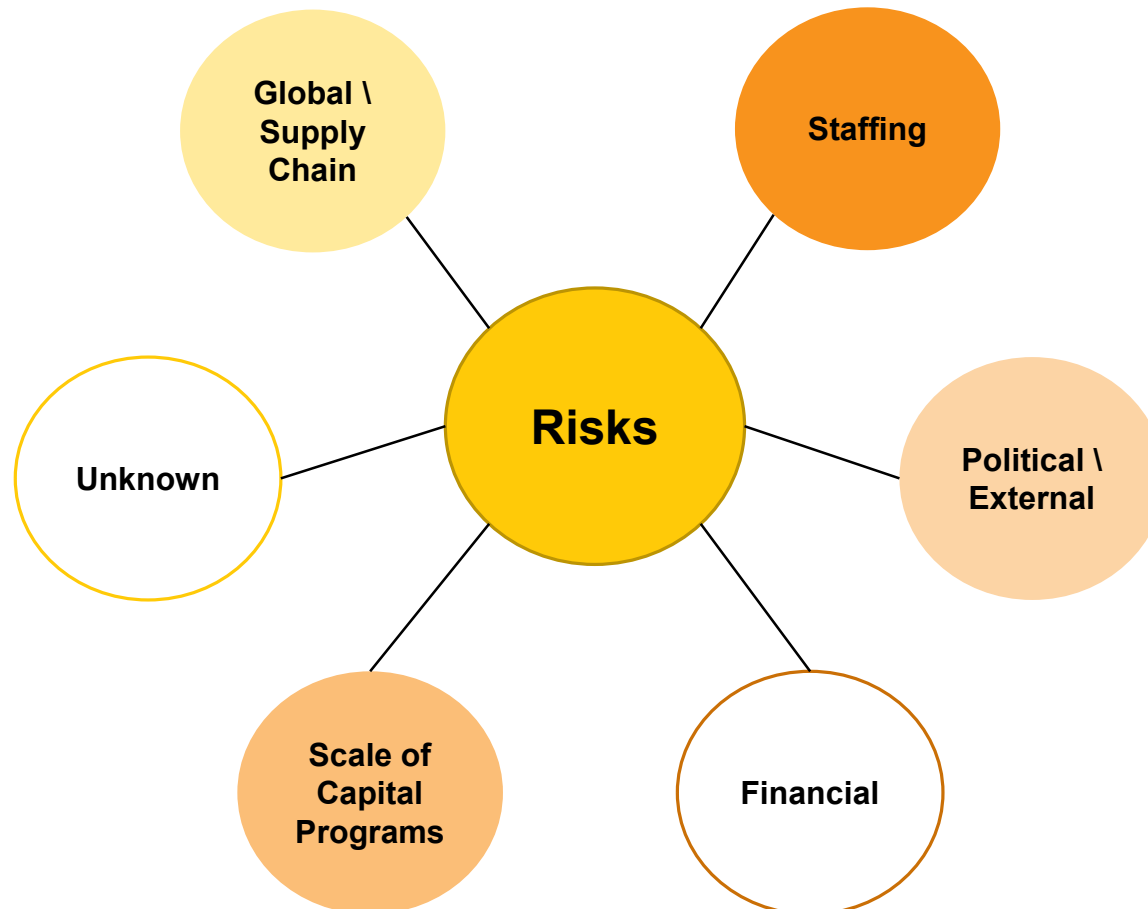 Global \
Supply
Chain
Staffing
Risks
Political \
External
Unknown
Scale of
Capital
Programs
Financial